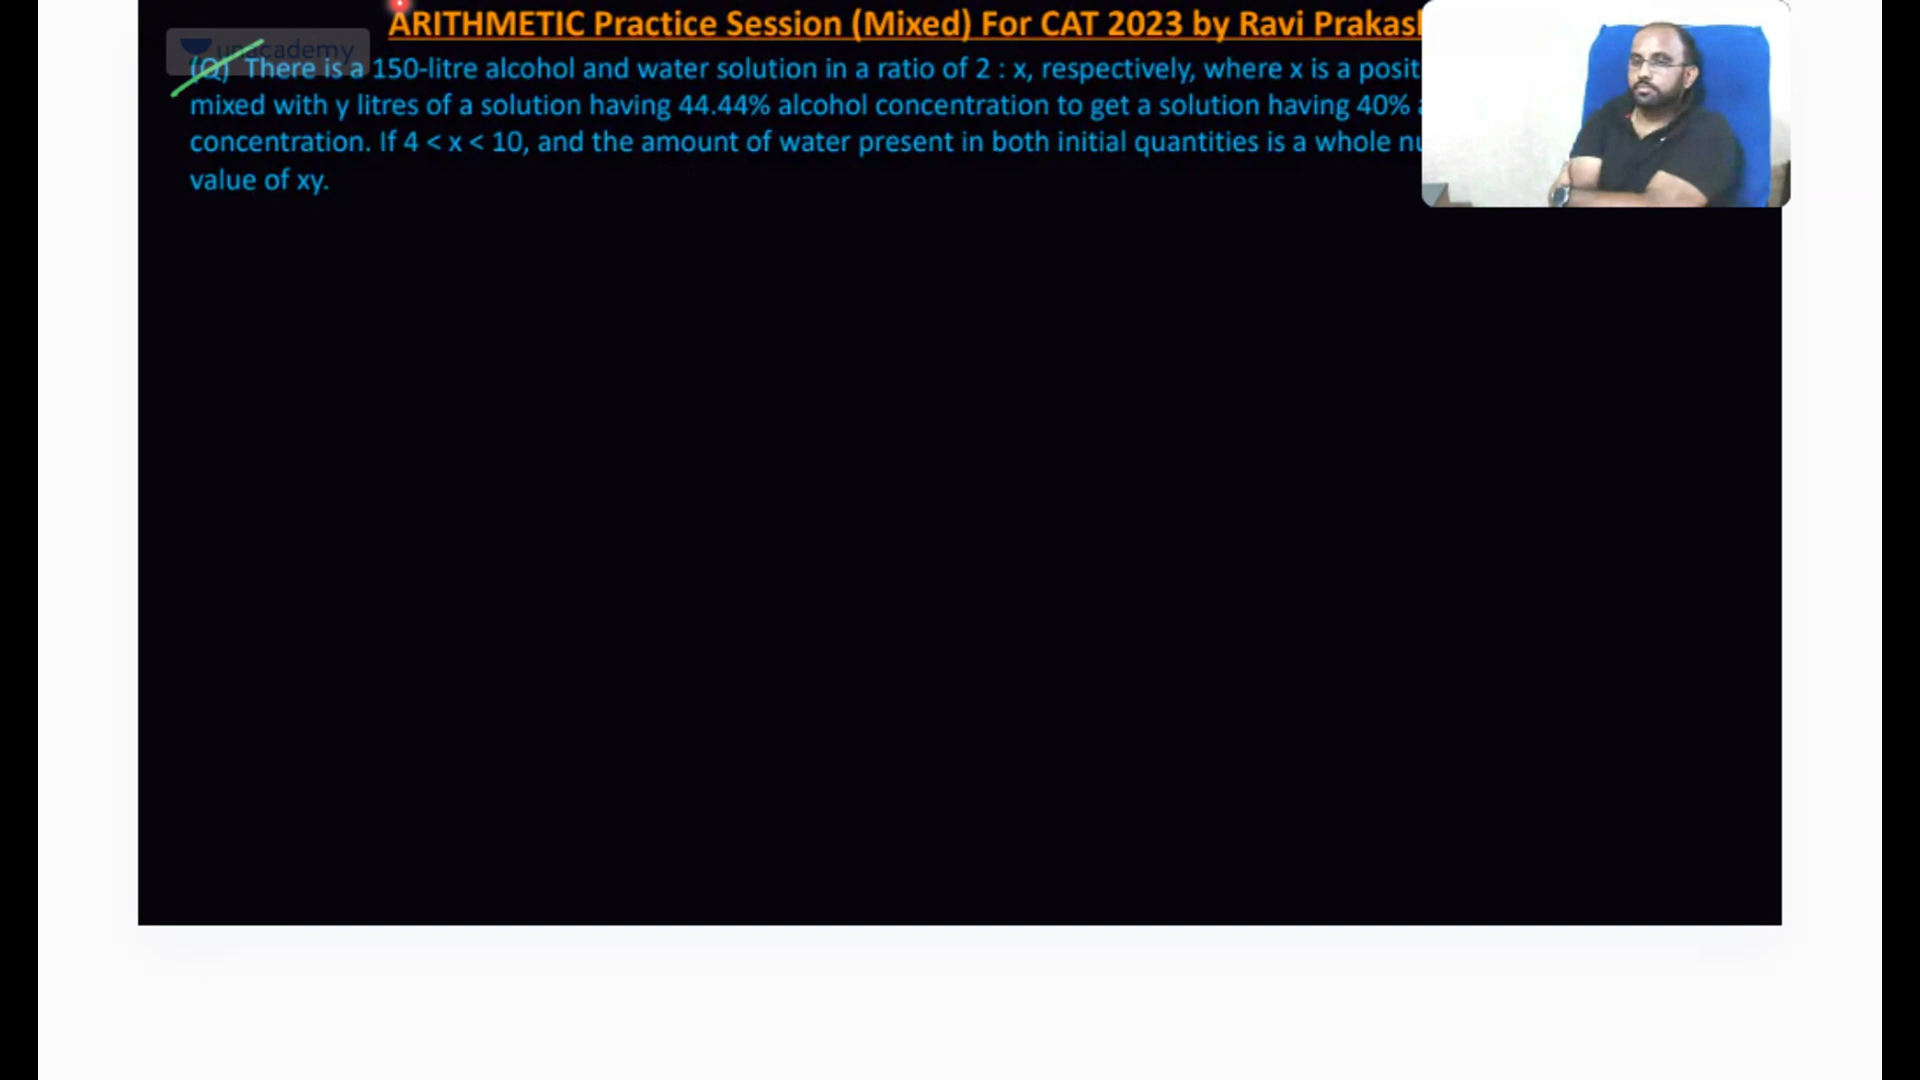 ARITHMETIC Practice Session (Mixed) For CAT 2023 by Ravi
unacademy
(Q) There is a 150-litre alcohol and water solution in a ratio of 2 : x, respectively, where x is a
mixed with y litres of a solution having 44.44% alcohol concentration to get a solution having 40%
concentration. If 4 < x < 10, and the amount of water present in both initial quantities is a whole
value of xy.